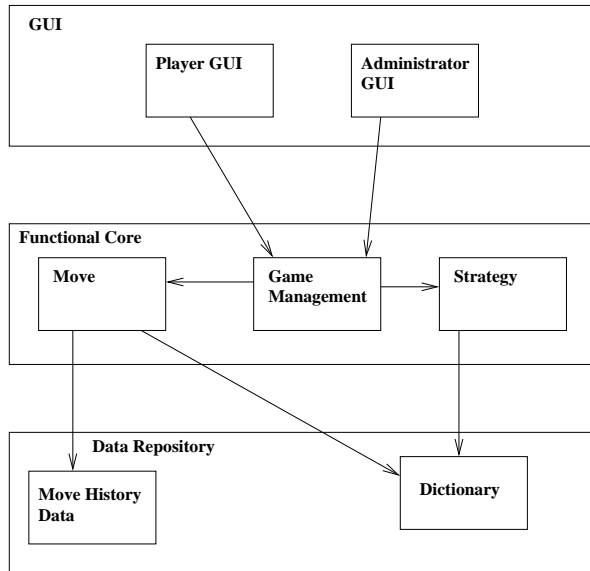 GUI
Player GUI
Administrator
GUI
Functional Core
Move
Game
Management
Strategy
Data Repository
Move History
Data
Dictionary